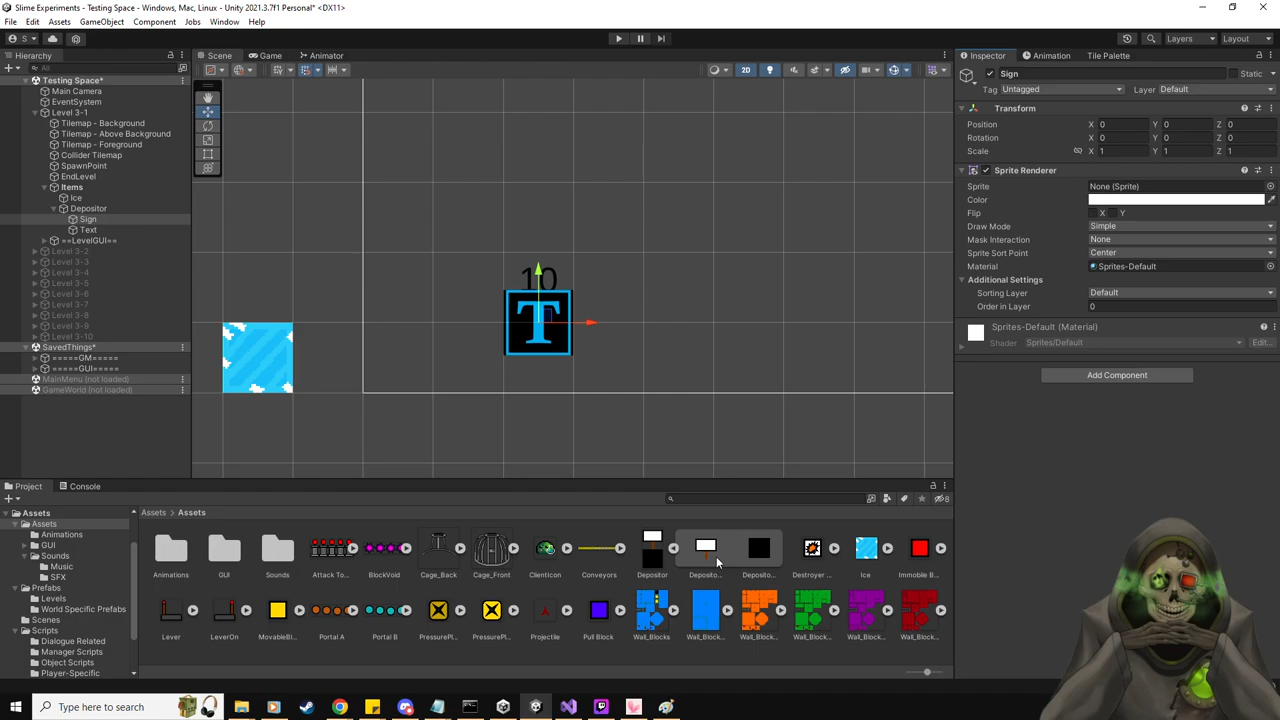 Slime Experiments - Testing Space - Windows, Mac, Linux - Unity 2021.3.7f1 Personal* <DX11>
File Edit Assets GameObject Component Jobs Window Help
S
Layers Layout
Hierarchy
All
Testing Space*
Main Camera
EventSystem
Level 3-1
Tilemap - Background
Tilemap - Above Background
Tilemap - Foreground
Collider Tilemap
SpawnPoint
EndLevel
Items
Ice
Depositor
Sign
Text
==LevelGUI==
Level 3-2
Level 3-3
Level 3-4
Level 3-5
Level 3-6
Level 3-7
Level 3-8
Level 3-9
Level 3-10
SavedThings*
=====GM=====
=====GUI=====
MainMenu (not loaded)
GameWorld (not loaded)
Scene Game Animator
2D
10
T
Inspector Animation Tile Palette
Sign Static
Tag Untagged Layer Default
Transform
Position X 0 Y 0 Z 0
Rotation X 0 Y 0 Z 0
Scale X 1 Y 1 Z 1
Sprite Renderer
Sprite None (Sprite)
Color
Flip X Y
Draw Mode Simple
Mask Interaction None
Sprite Sort Point Center
Material Sprites-Default
Additional Settings
Sorting Layer Default
Order in Layer 0
Sprites-Default (Material)
Shader Sprites/Default Edit...
Add Component
Project Console
8
Assets
Assets
Animations
GUI
Sounds
Music
SFX
Prefabs
Levels
World Specific Prefabs
Scenes
Scripts
Dialogue Related
Manager Scripts
Object Scripts
Player-Specific
Assets > Assets
Animations GUI Sounds Attack To... BlockVoid Cage_Back Cage_Front ClientIcon Conveyors Depositor Deposito... Deposito... Destroyer ... Ice Immoble B...
Lever LeverOn MovableBl... Portal A Portal B PressurePl... PressurePl... Projectile Pull Block Wall_Blocks Wall_Block... Wall_Block... Wall_Block... Wall_Block... Wall_Block...
Type here to search